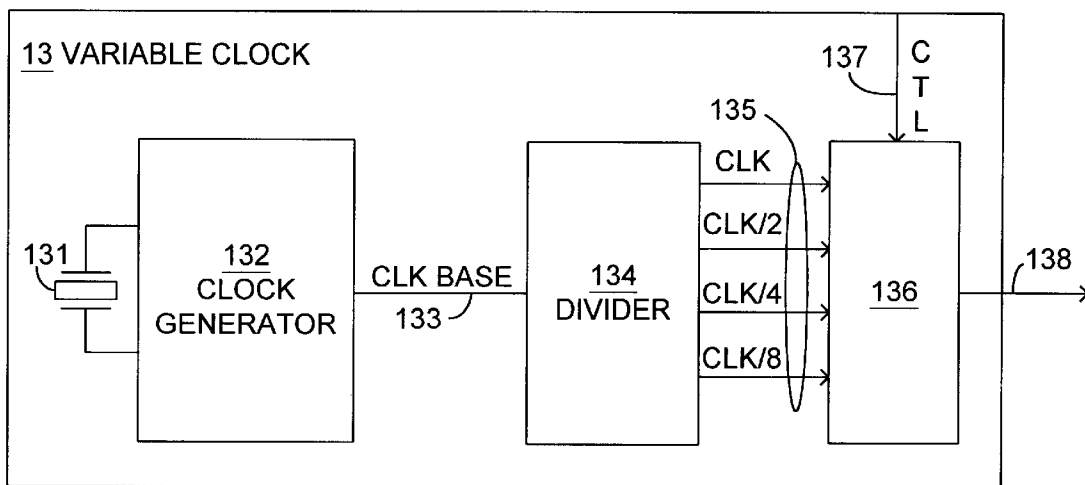 13 VARIABLE CLOCK
137
C
T
L
135
131
132
CLOCK
GENERATOR
CLK BASE
133
134
DIVIDER
CLK
CLK/2
CLK/4
CLK/8
136
138